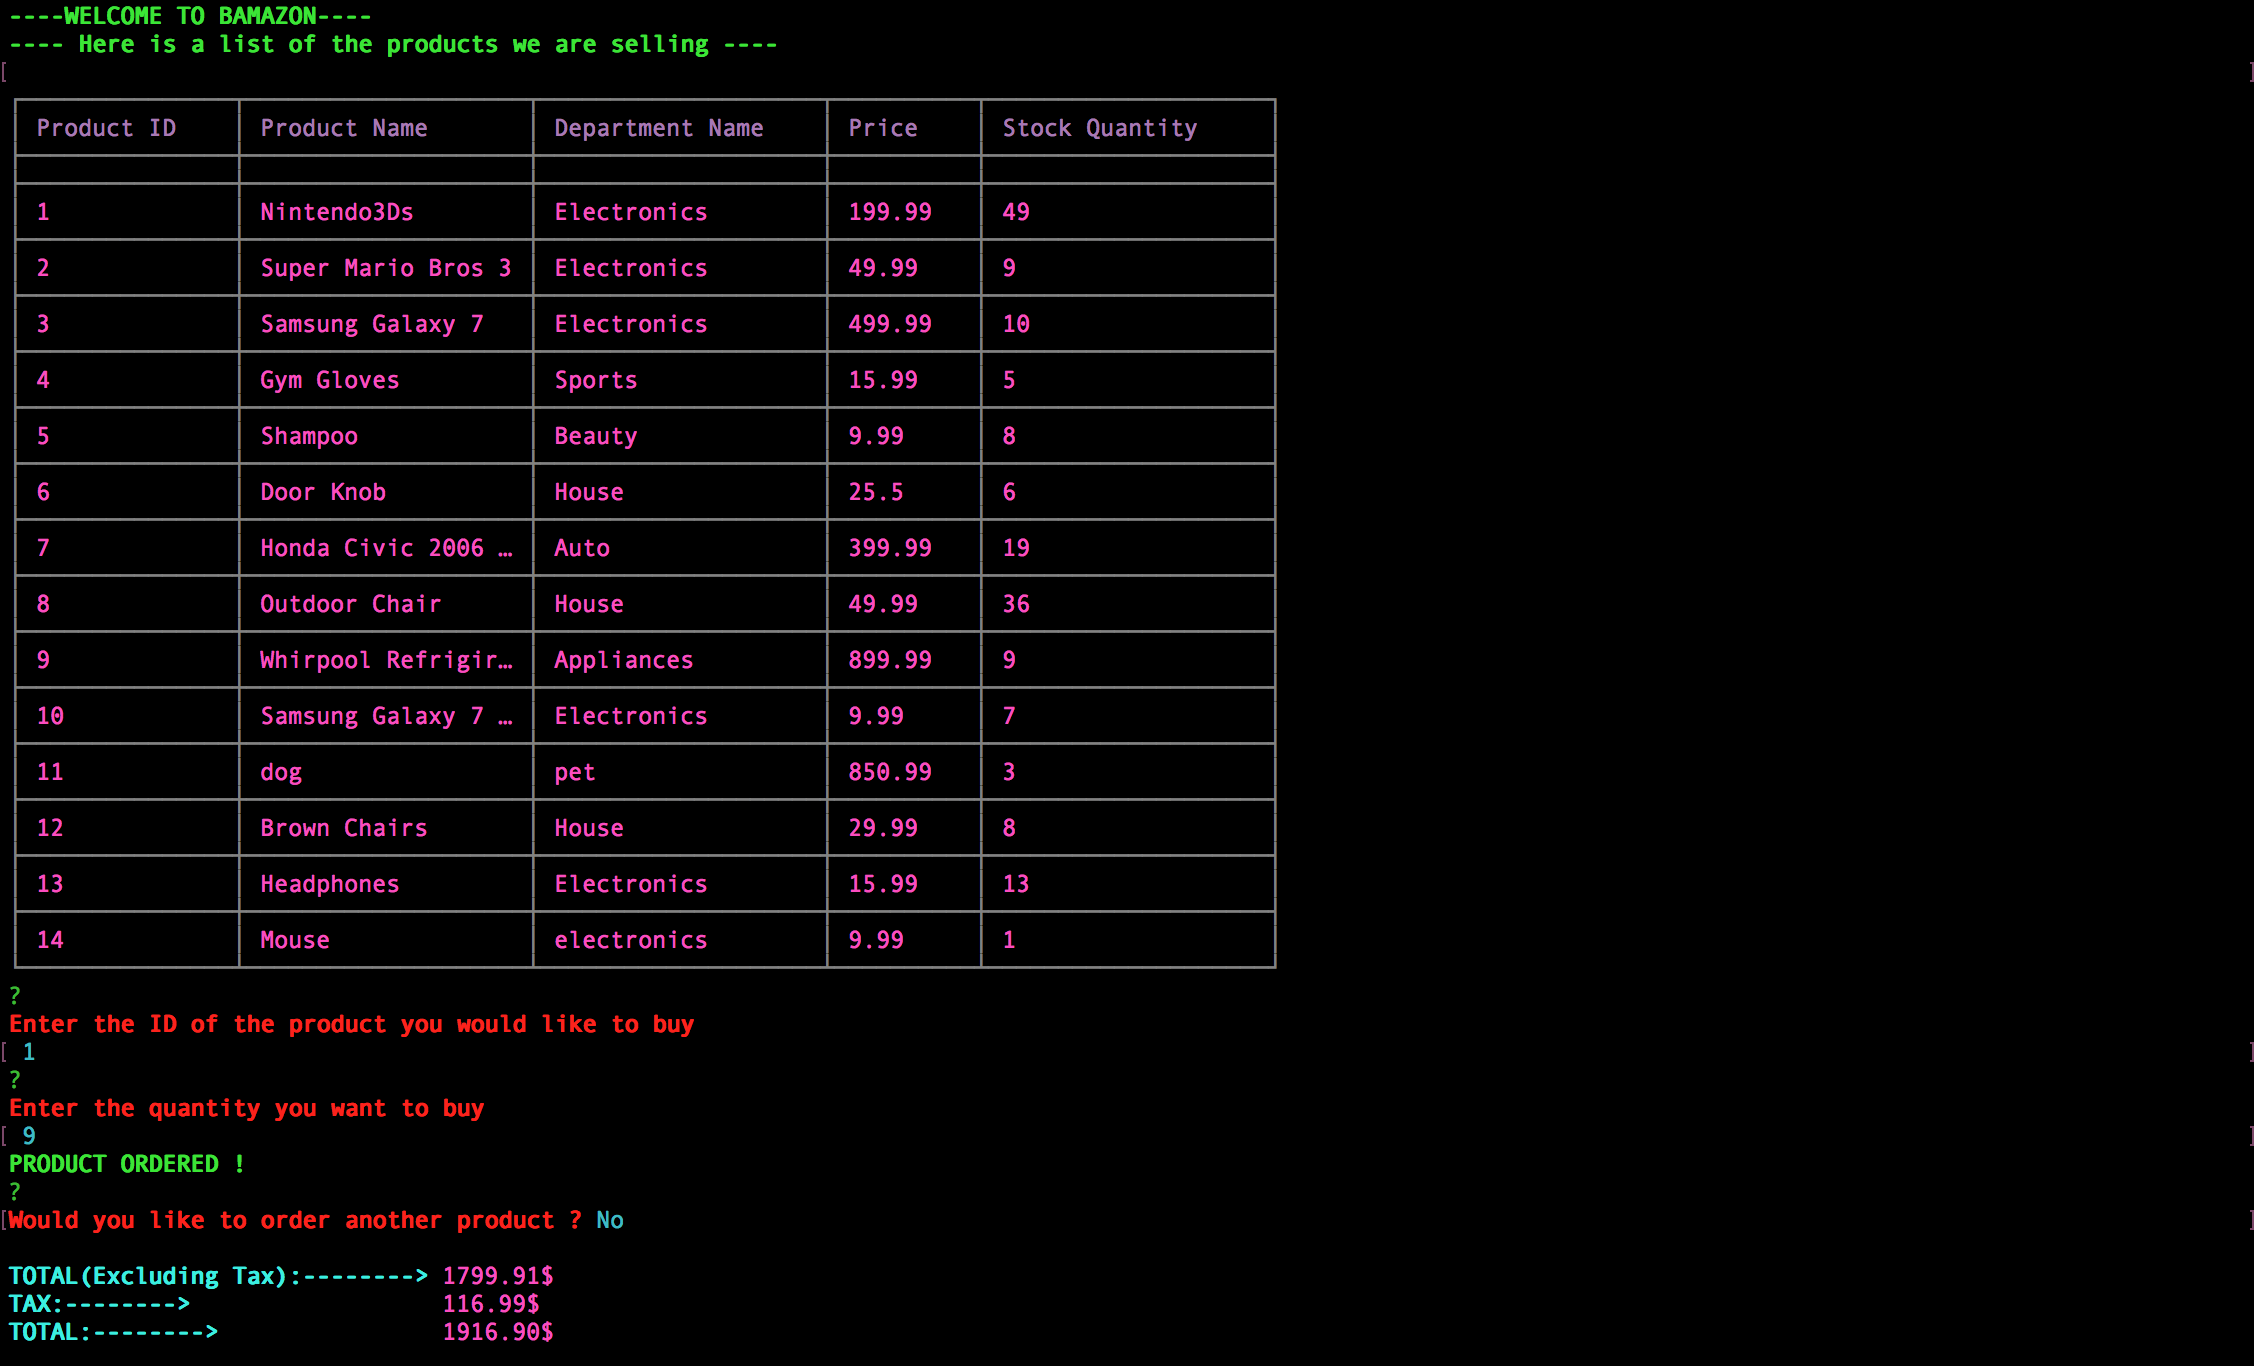 ----WELCOME TO BAMAZON----
---- Here is a list of the products we are selling ----
Product ID Product Name Department Name Price Stock Quantity
1 Nintendo3Ds Electronics 199.99 49
2 Super Mario Bros 3 Electronics 49.99 9
3 Samsung Galaxy 7 Electronics 499.99 10
4 Gym Gloves Sports 15.99 5
5 Shampoo Beauty 9.99 8
6 Door Knob House 25.5 6
7 Honda Civic 2006 … Auto 399.99 19
8 Outdoor Chair House 49.99 36
9 Whirpool Refrigir… Appliances 899.99 9
10 Samsung Galaxy 7 … Electronics 9.99 7
11 dog pet 850.99 3
12 Brown Chairs House 29.99 8
13 Headphones Electronics 15.99 13
14 Mouse electronics 9.99 1
?
Enter the ID of the product you would like to buy
[ 1 ]
?
Enter the quantity you want to buy
[ 9 ]
PRODUCT ORDERED !
?
[Would you like to order another product ? No ]
TOTAL(Excluding Tax):--------> 1799.91$
TAX:--------> 116.99$
TOTAL:--------> 1916.90$